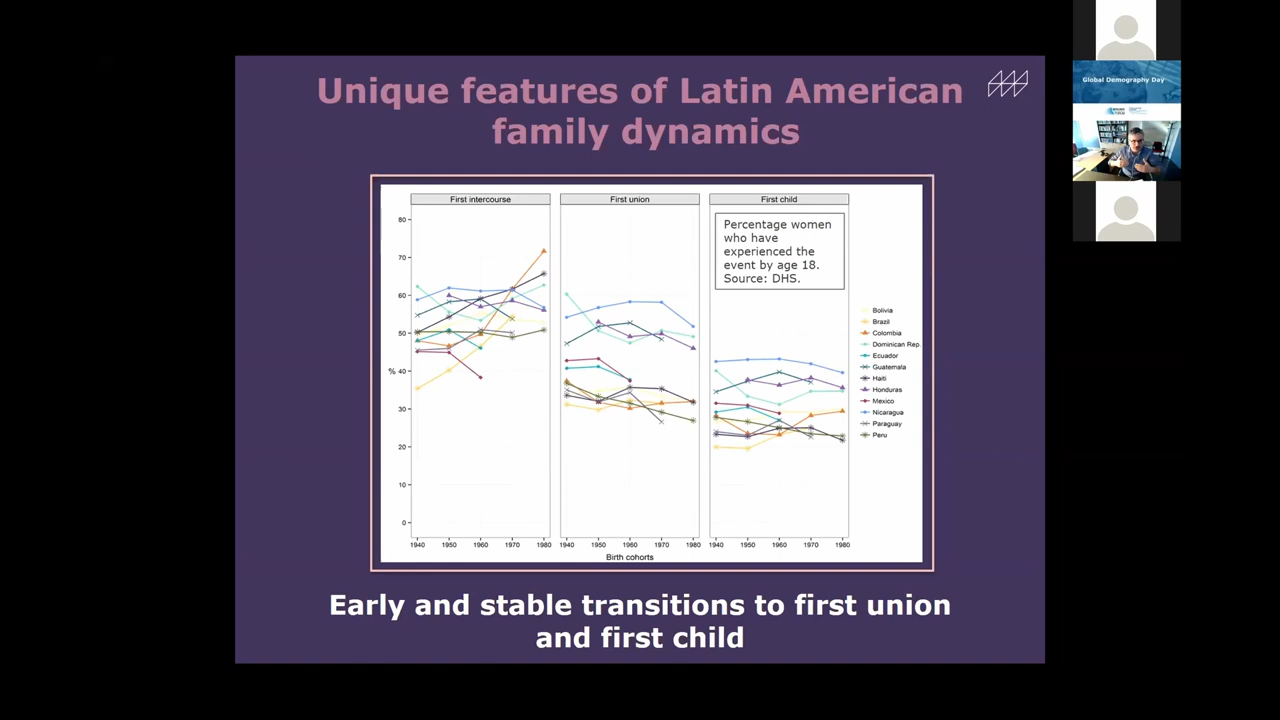 Unique features of Latin American
family dynamics
First intercourse
First union
First child
Percentage women
who have
experienced the
event by age 18.
Source: DHS.
80
70
60
50
%
40
30
20
10
0
1940 1950 1960 1970 1980
1940 1950 1960 1970 1980
1940 1950 1960 1970 1980
Birth cohorts
Bolivia
Brazil
Colombia
Dominican Rep
Ecuador
Guatemala
Haiti
Honduras
Mexico
Nicaragua
Paraguay
Peru
Early and stable transitions to first union
and first child
Global Demography Day